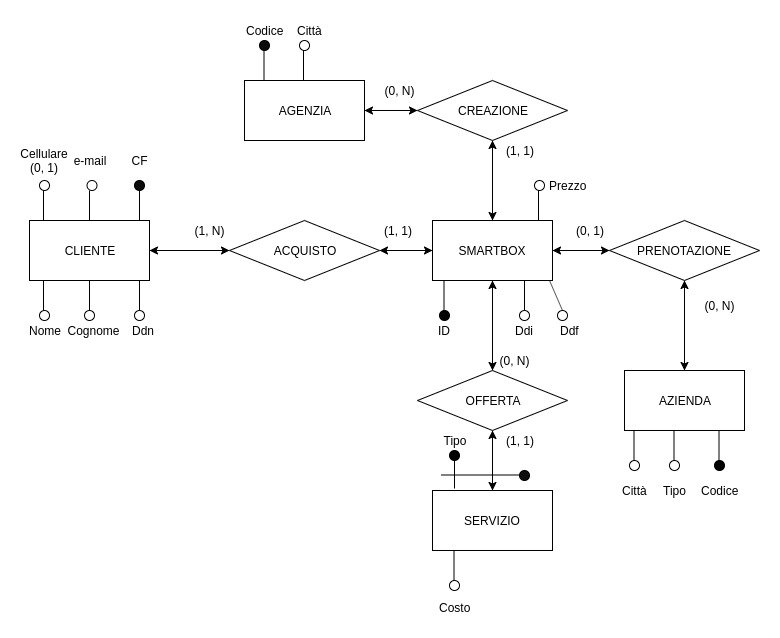 Codice
Città
(0, N)
AGENZIA
CREAZIONE
(1, 1)
Cellulare
(0, 1)
e-mail
CF
Prezzo
(1, N)
(1, 1)
(0, 1)
CLIENTE
ACQUISTO
SMARTBOX
PRENOTAZIONE
(0, N)
Nome
Cognome
Ddn
ID
Ddi
Ddf
(0, N)
OFFERTA
AZIENDA
Tipo
(1, 1)
Città
Tipo
Codice
SERVIZIO
Costo